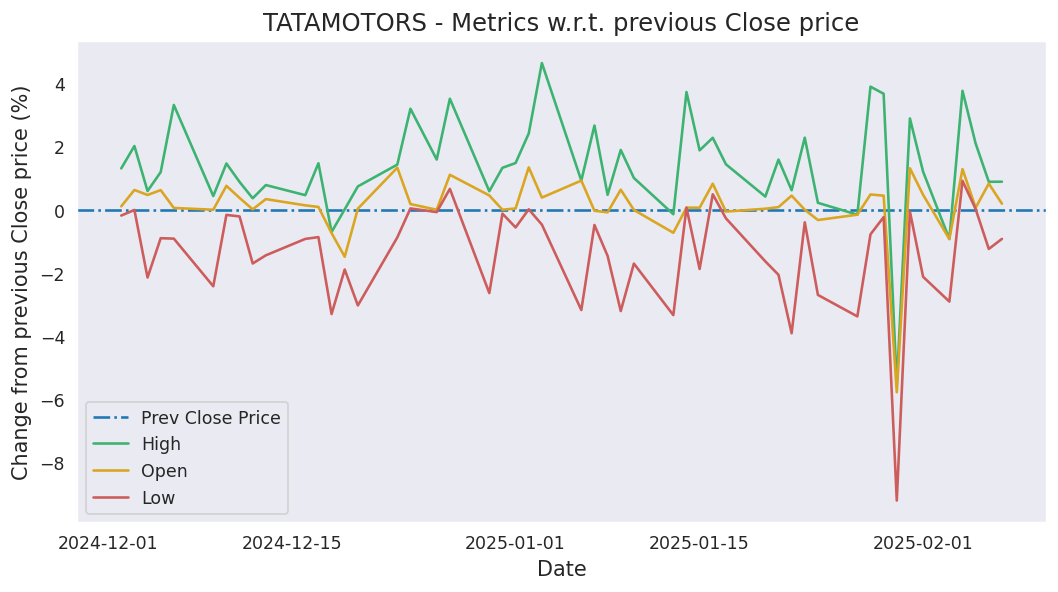 TATAMOTORS - Metrics w.r.t. previous Close price
Change from previous Close price (%)
4
2
0
−2
−4
−6
−8
Prev Close Price
High
Open
Low
2024-12-01
2024-12-15
2025-01-01
2025-01-15
2025-02-01
Date